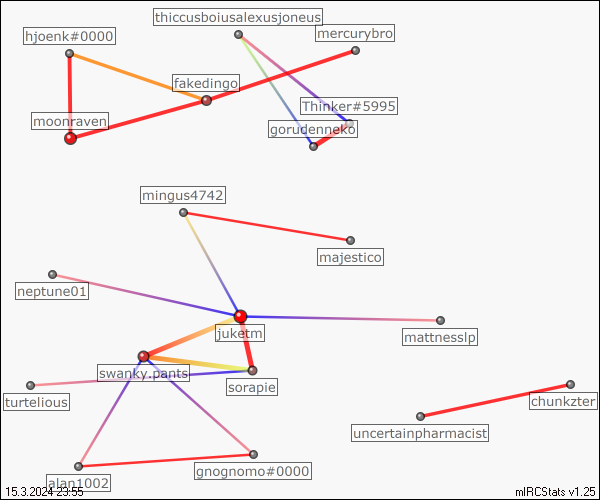 thiccusboiusalexusjoneus
hjoenk#0000
mercurybro
fakedingo
Thinker#5995
moonraven
gorudenneko
mingus4742
majestico
neptune01
juketm
mattnesslp
swanky.pants
sorapie
turtelious
chunkzter
uncertainpharmacist
gnognomo#0000
alan1002
15.3.2024 23:55
mIRCStats v1.25